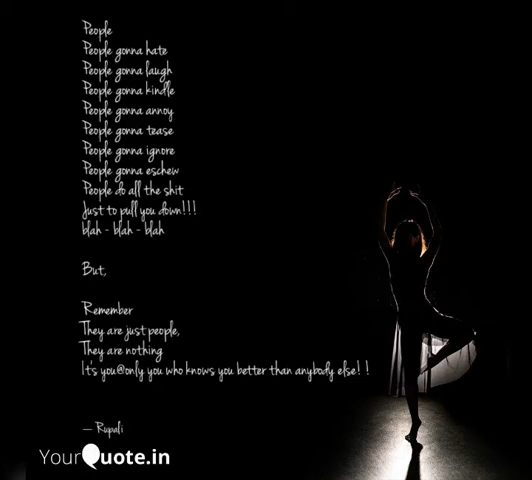 People
People gonna hate
People gonna laugh
People gonna kindle
People gonna annoy
People gonna tease
People gonna ignore
People gonna eschew
People do all the shit
Just to pull you down!!!
blah - blah - blah
But,
Remember
They are just people,
They are nothing
It's you@only you who knows you better than anybody else! !
— Rupali
YourQuote.in